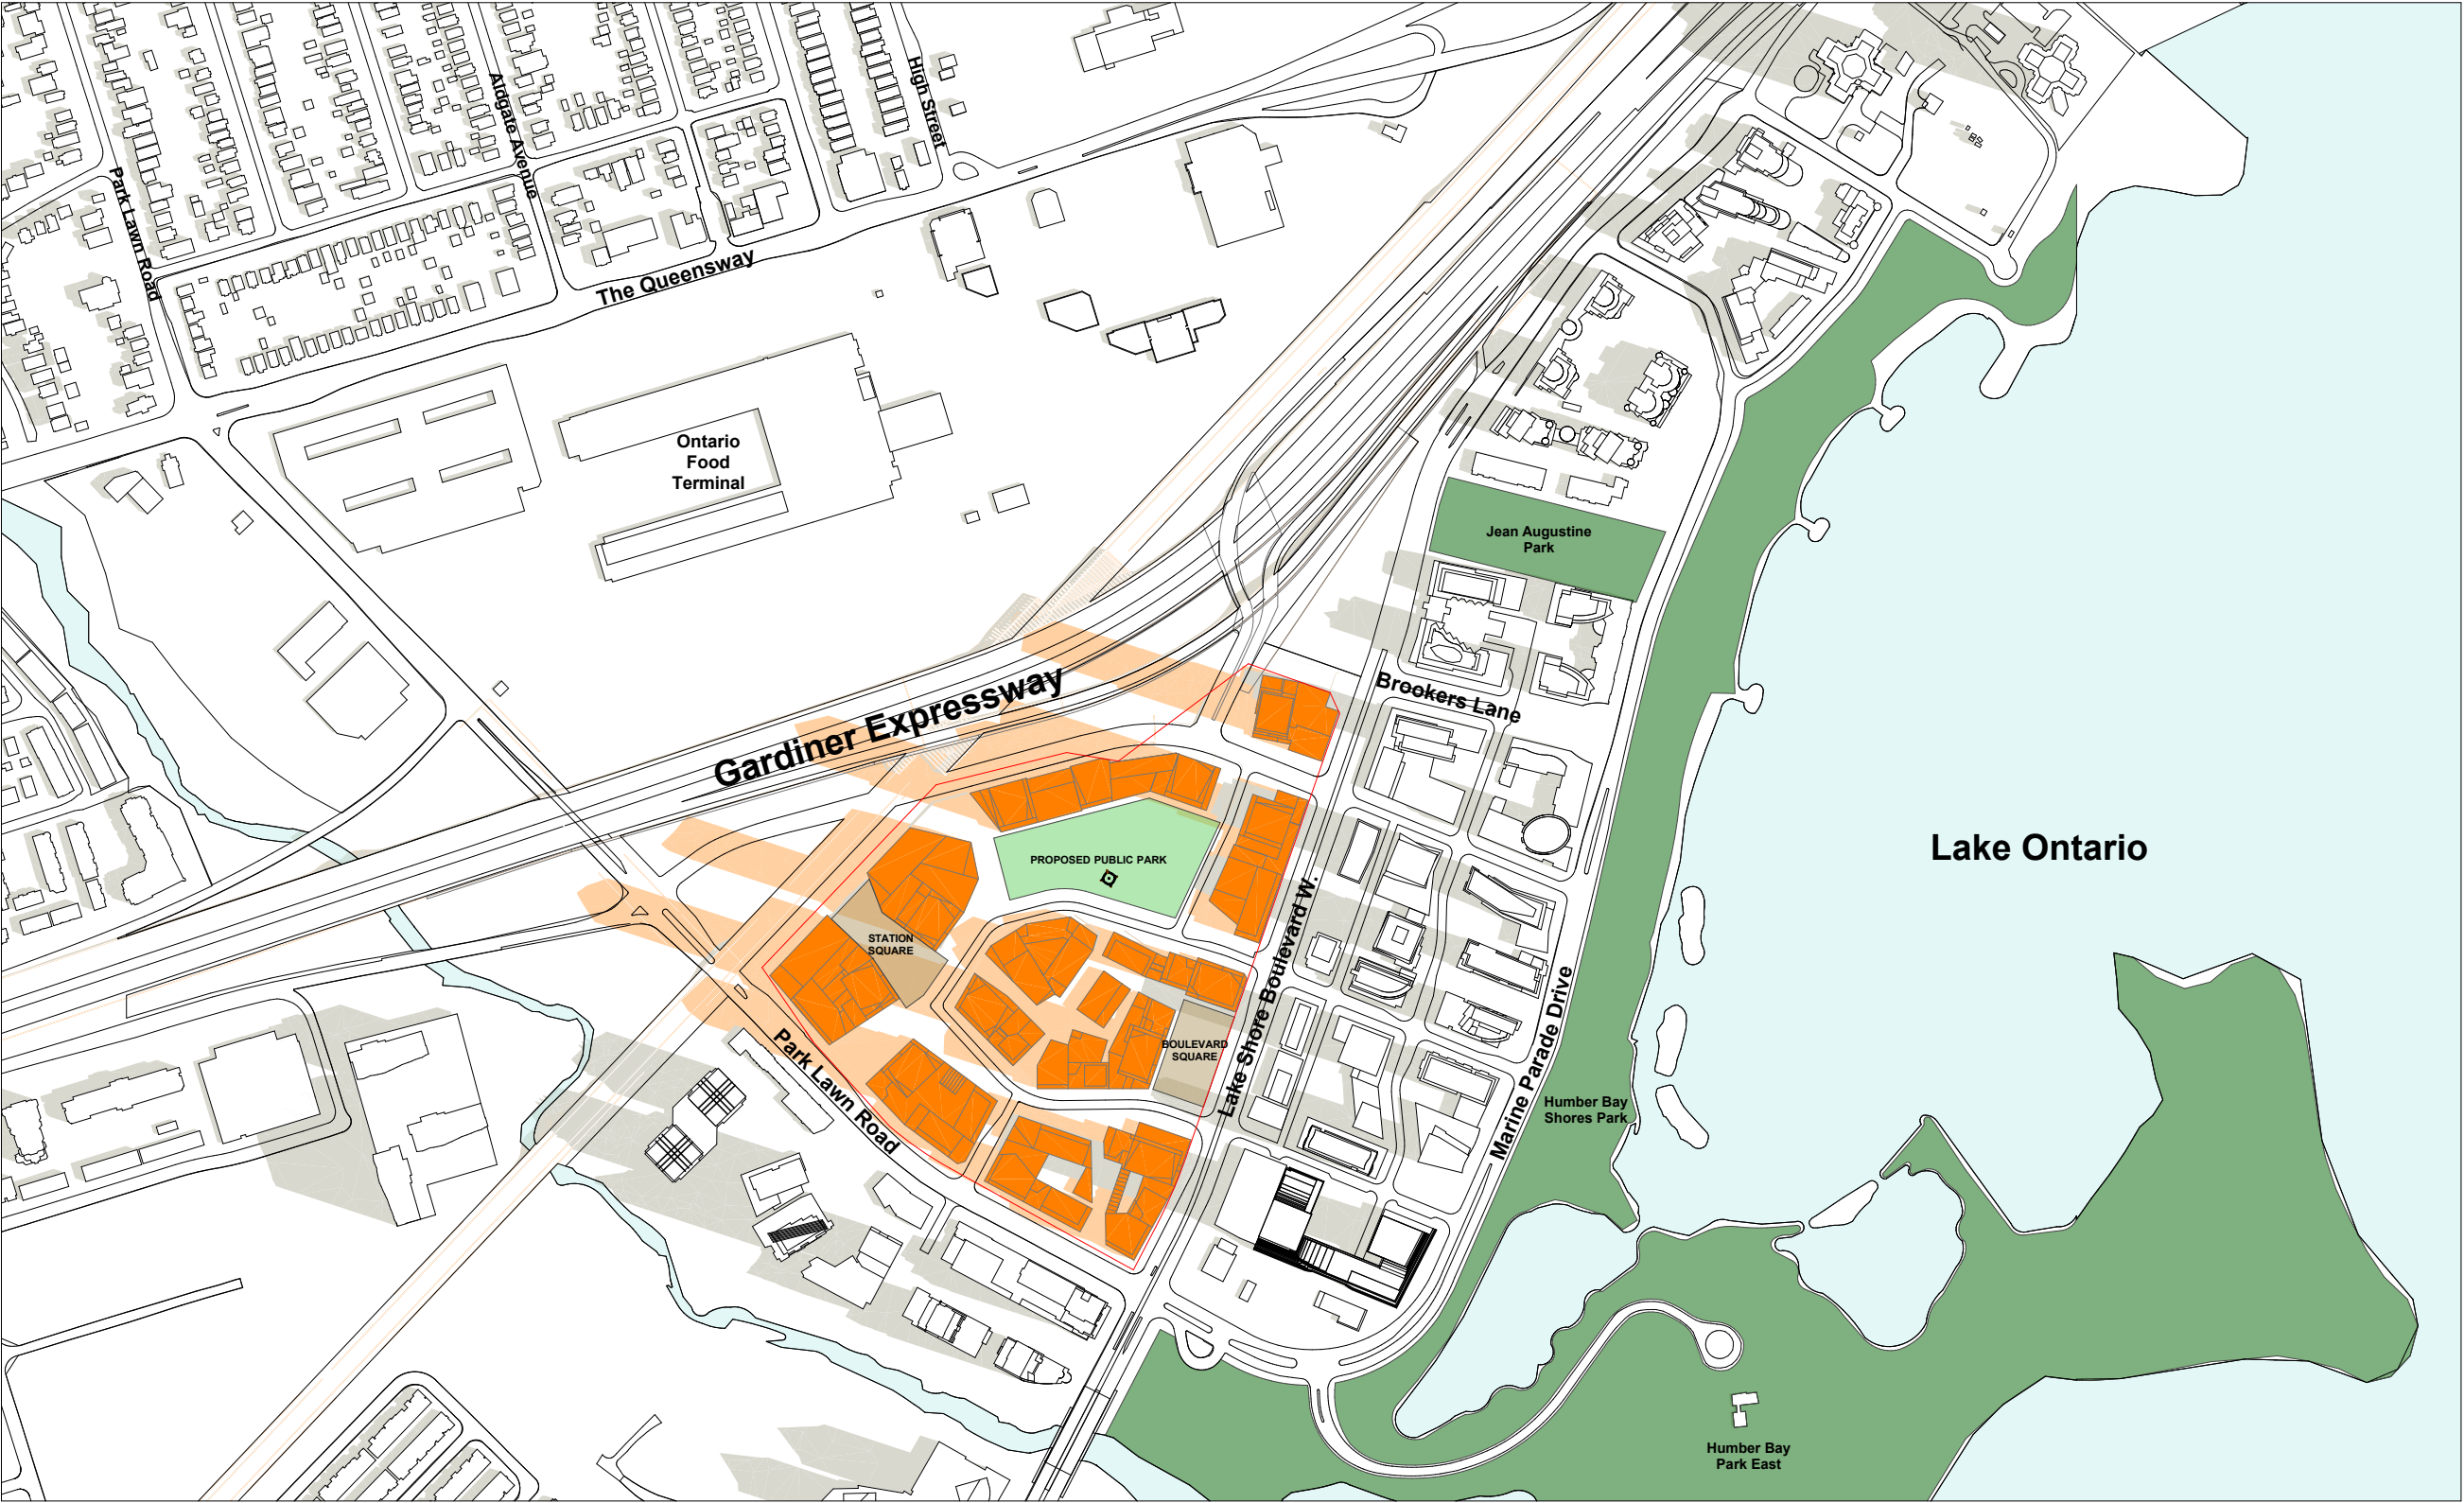 High Street
Aldgate Avenue
Park Lawn Road
The Queensway
Ontario
Food
Terminal
Jean Augustine
Park
Brookers Lane
Gardiner Expressway
Lake Ontario
PROPOSED PUBLIC PARK
STATION
SQUARE
Lake Shore Boulevard W.
BOULEVARD
SQUARE
Marine Parade Drive
Park Lawn Road
Humber Bay
Shores Park
Humber Bay
Park East